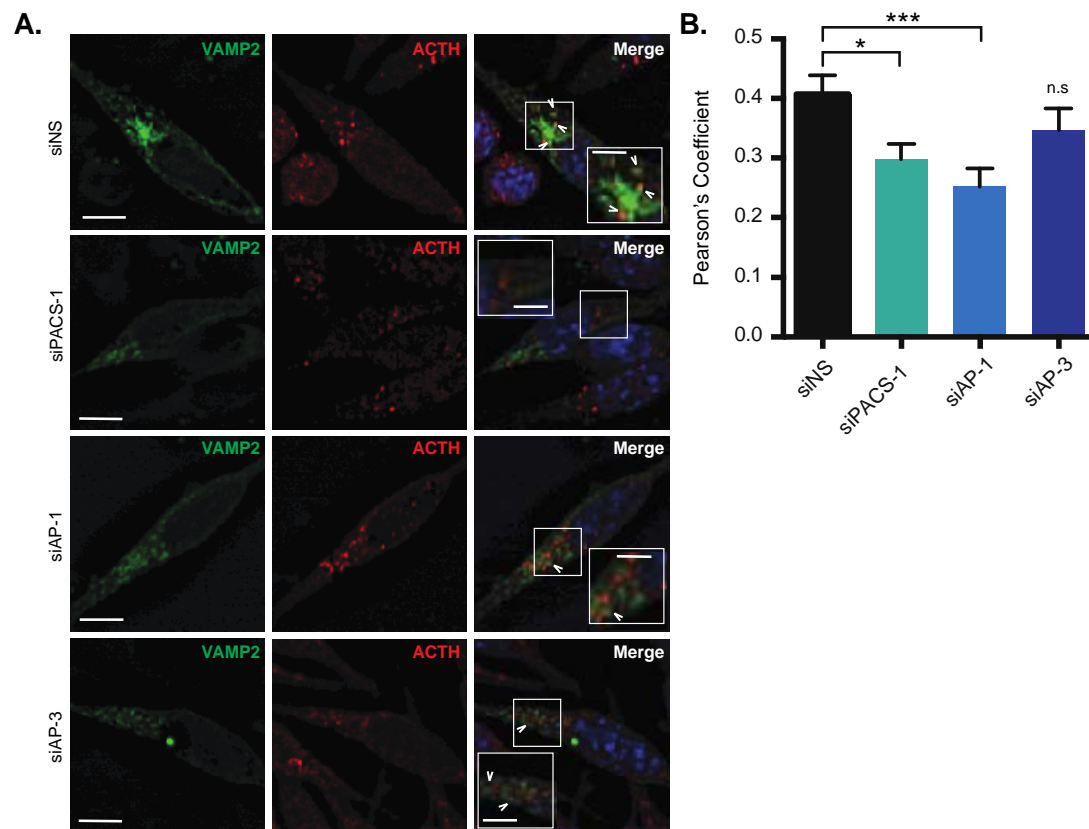 A.
VAMP2 ACTH Merge
siNS
VAMP2 ACTH Merge
siPACS-1
VAMP2 ACTH Merge
siAP-1
VAMP2 ACTH Merge
siAP-3
B.
***
*
n.s
Pearson's Coefficient
0.5
0.4
0.3
0.2
0.1
0.0
siNS
siPACS-1
siAP-1
siAP-3